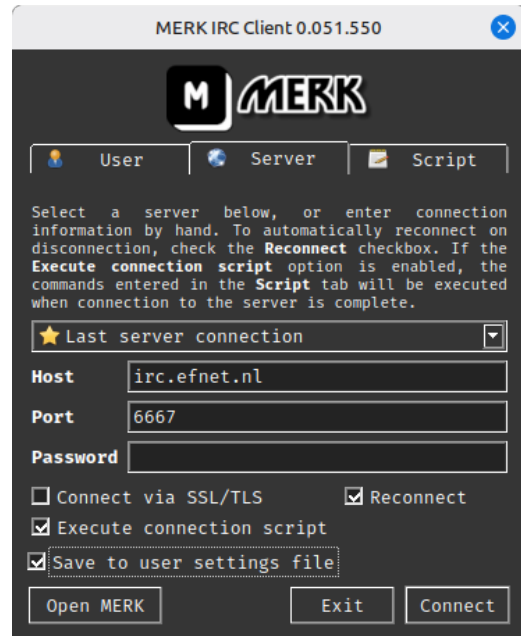 MERK IRC Client 0.051.550
M MERK
User Server Script
Select a server below, or enter connection
information by hand. To automatically reconnect on
disconnection, check the Reconnect checkbox. If the
Execute connection script option is enabled, the
commands entered in the Script tab will be executed
when connection to the server is complete.
Last server connection
Host irc.efnet.nl
Port 6667
Password
Connect via SSL/TLS Reconnect
Execute connection script
Save to user settings file
Open MERK Exit Connect